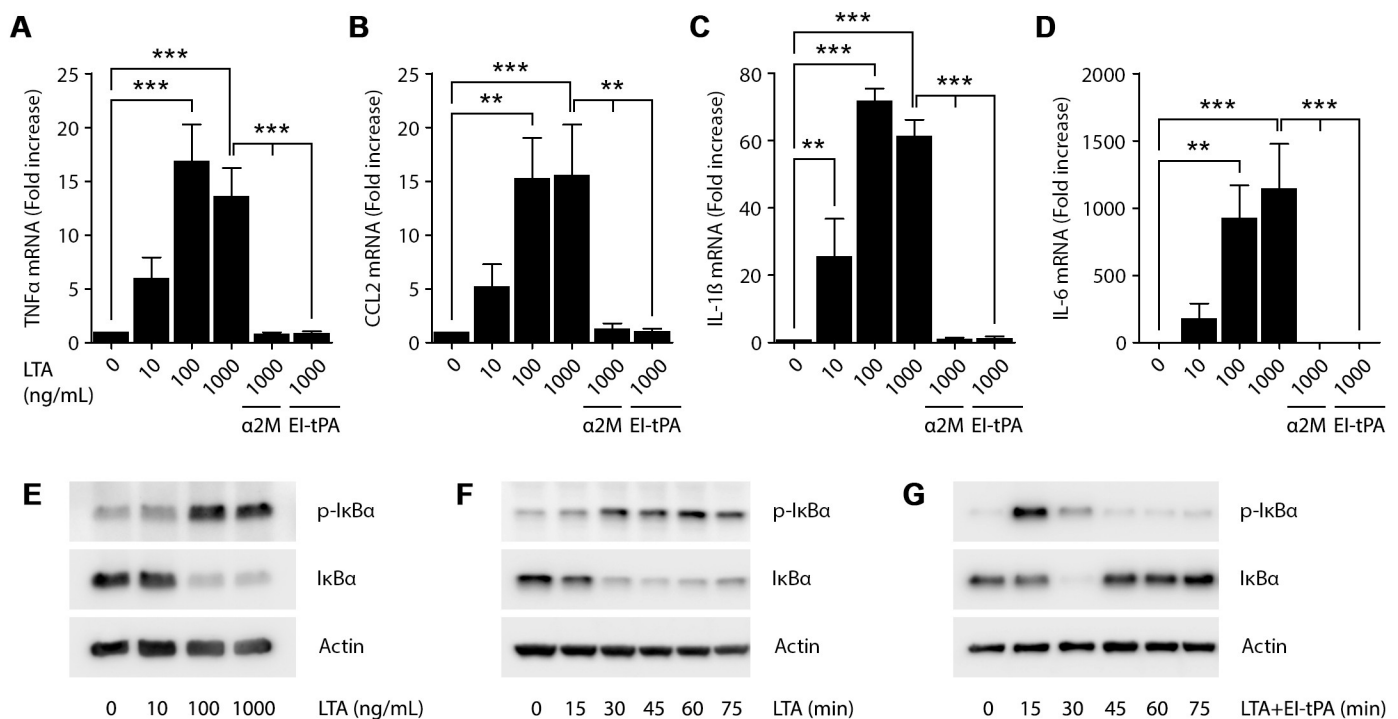 A
TNFα mRNA (Fold increase)
25
20
15
10
5
0
***
***
***
LTA
(ng/mL)
0 10 100 1000 1000 1000
α2M EI-tPA
B
CCL2 mRNA (Fold increase)
25
20
15
10
5
0
***
**
**
0 10 100 1000 1000 1000
α2M EI-tPA
C
IL-1ß mRNA (Fold increase)
80
60
40
20
0
***
***
***
**
0 10 100 1000 1000 1000
α2M EI-tPA
D
IL-6 mRNA (Fold increase)
2000
1500
1000
500
0
***
***
**
0 10 100 1000 1000 1000
α2M EI-tPA
E
p-IκBα
IκBα
Actin
0 10 100 1000 LTA (ng/mL)
F
p-IκBα
IκBα
Actin
0 15 30 45 60 75 LTA (min)
G
p-IκBα
IκBα
Actin
0 15 30 45 60 75 LTA+EI-tPA (min)